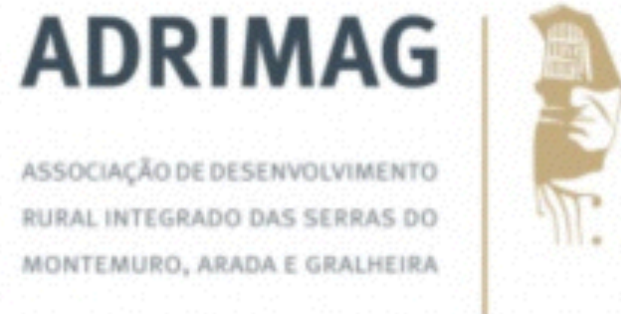 ADRIMAG
ASSOCIAÇÃO DE DESENVOLVIMENTO
RURAL INTEGRADO DAS SERRAS DO
MONTEMURO, ARADA E GRALHEIRA